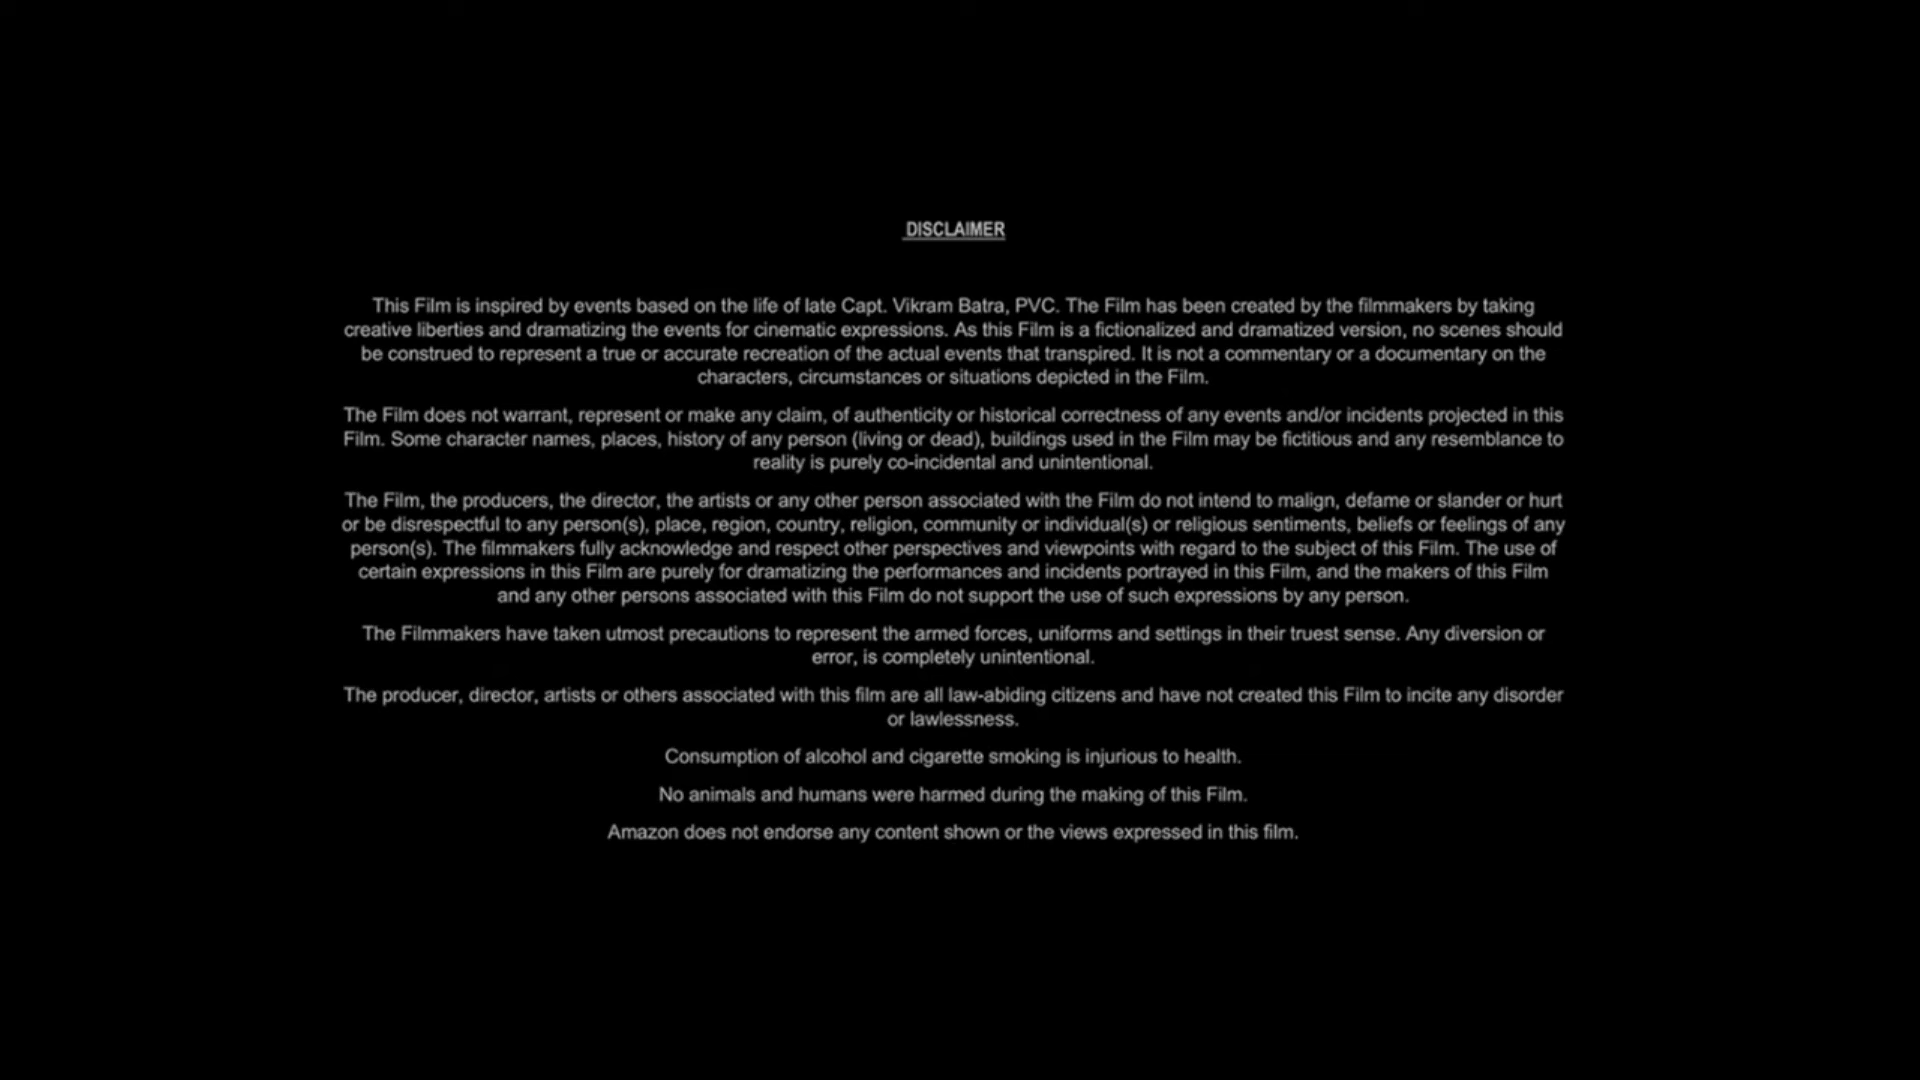 DISCLAIMER
This Film is inspired by events based on the life of late Capt. Vikram Batra, PVC. The Film has been created by the filmmakers by taking
creative liberties and dramatizing the events for cinematic expressions. As this Film is a fictionalized and dramatized version, no scenes should
be construed to represent a true or accurate recreation of the actual events that transpired. It is not a commentary or a documentary on the
characters, circumstances or situations depicted in the Film.
The Film does not warrant, represent or make any claim, of authenticity or historical correctness of any events and/or incidents projected in this
Film. Some character names, places, history of any person (living or dead), buildings used in the Film may be fictitious and any resemblance to
reality is purely co-incidental and unintentional.
The Film, the producers, the director, the artists or any other person associated with the Film do not intend to malign, defame or slander or hurt
or be disrespectful to any person(s), place, region, country, religion, community or individual(s) or religious sentiments, beliefs or feelings of any
person(s). The filmmakers fully acknowledge and respect other perspectives and viewpoints with regard to the subject of this Film. The use of
certain expressions in this Film are purely for dramatizing the performances and incidents portrayed in this Film, and the makers of this Film
and any other persons associated with this Film do not support the use of such expressions by any person.
The Filmmakers have taken utmost precautions to represent the armed forces, uniforms and settings in their truest sense. Any diversion or
error, is completely unintentional.
The producer, director, artists or others associated with this film are all law-abiding citizens and have not created this Film to incite any disorder
or lawlessness.
Consumption of alcohol and cigarette smoking is injurious to health.
No animals and humans were harmed during the making of this Film.
Amazon does not endorse any content shown or the views expressed in this film.